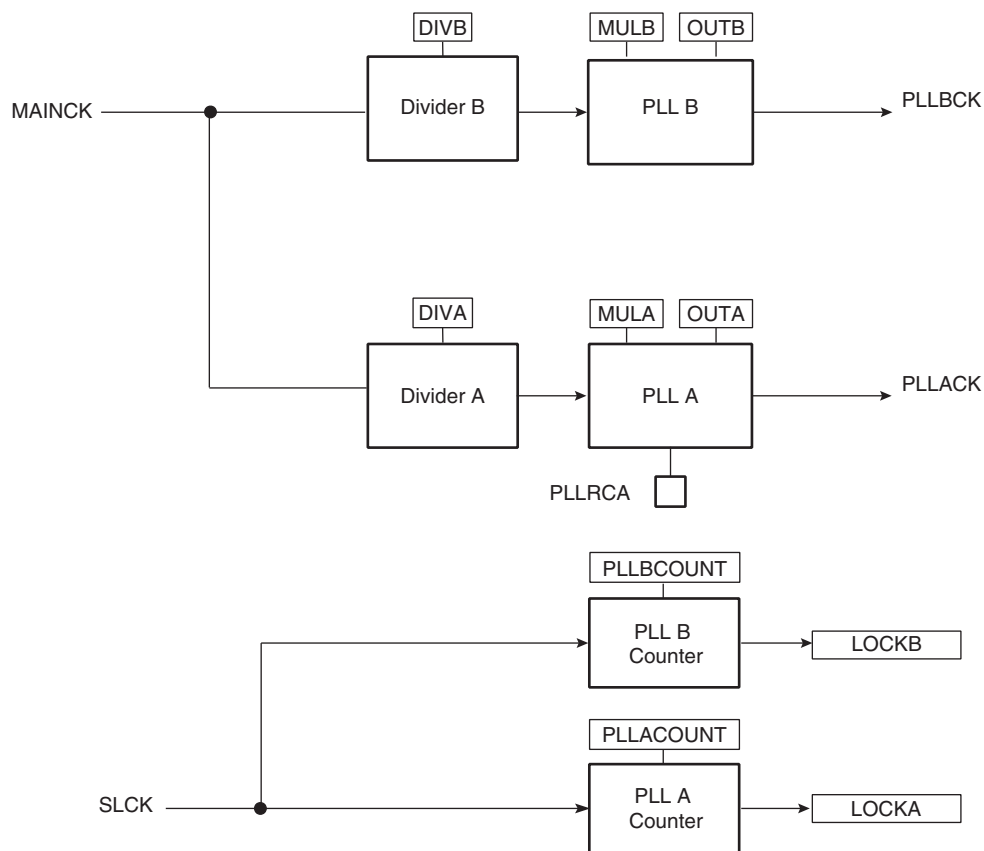 DIVB
MULB
OUTB
MAINCK
Divider B
PLL B
PLLBCK
DIVA
MULA
OUTA
Divider A
PLL A
PLLACK
PLLRCA
PLLBCOUNT
PLL B
Counter
LOCKB
PLLACOUNT
SLCK
PLL A
Counter
LOCKA